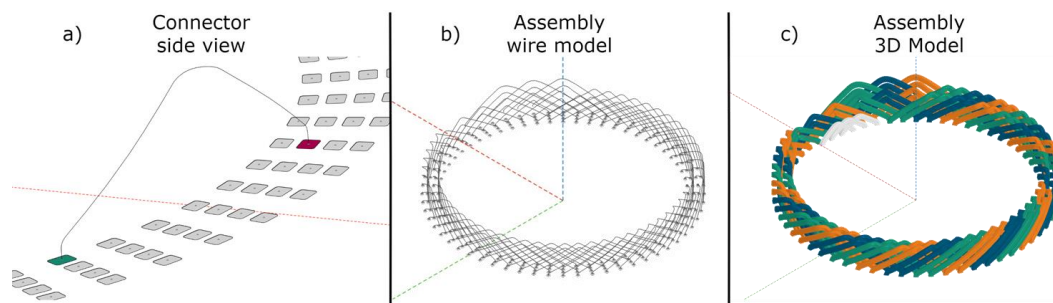 a)
Connector
side view
b)
Assembly
wire model
c)
Assembly
3D Model